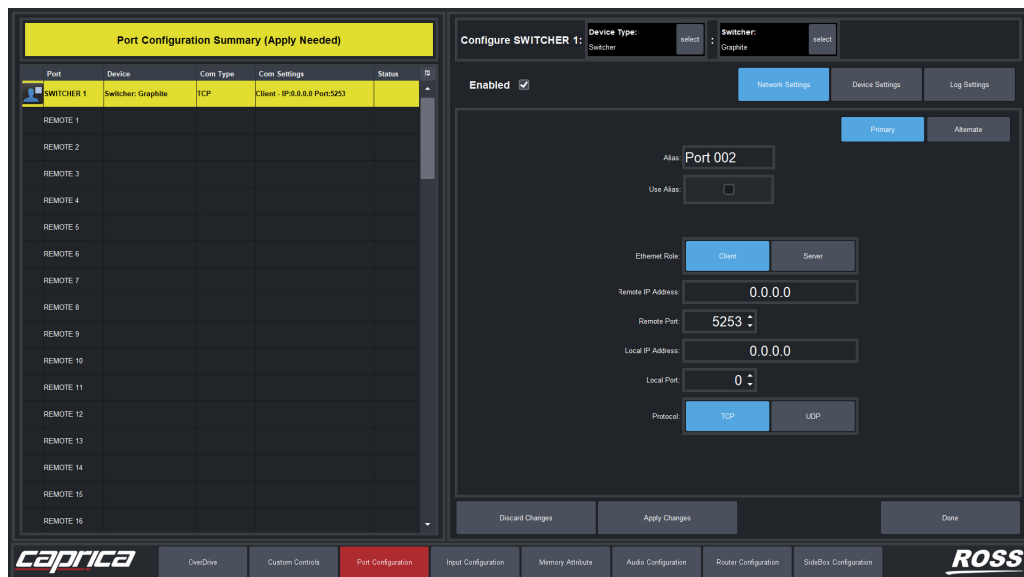 Port Configuration Summary (Apply Needed)
Port Device Com Type Com Settings Status
SWITCHER 1 Switcher: Graphite TCP Client - IP:0.0.0.0 Port:5253
REMOTE 1
REMOTE 2
REMOTE 3
REMOTE 4
REMOTE 5
REMOTE 6
REMOTE 7
REMOTE 8
REMOTE 9
REMOTE 10
REMOTE 11
REMOTE 12
REMOTE 13
REMOTE 14
REMOTE 15
REMOTE 16
Configure SWITCHER 1: Device Type: Switcher select : Switcher: Graphite select
Enabled Network Settings Device Settings Log Settings
Primary Alternate
Alias: Port 002
Use Alias:
Ethernet Role: Client Server
Remote IP Address: 0.0.0.0
Remote Port: 5253
Local IP Address: 0.0.0.0
Local Port: 0
Protocol: TCP UDP
Discard Changes Apply Changes Done
caprica OverDrive Custom Controls Port Configuration Input Configuration Memory Attribute Audio Configuration Router Configuration SideBox Configuration ROSS